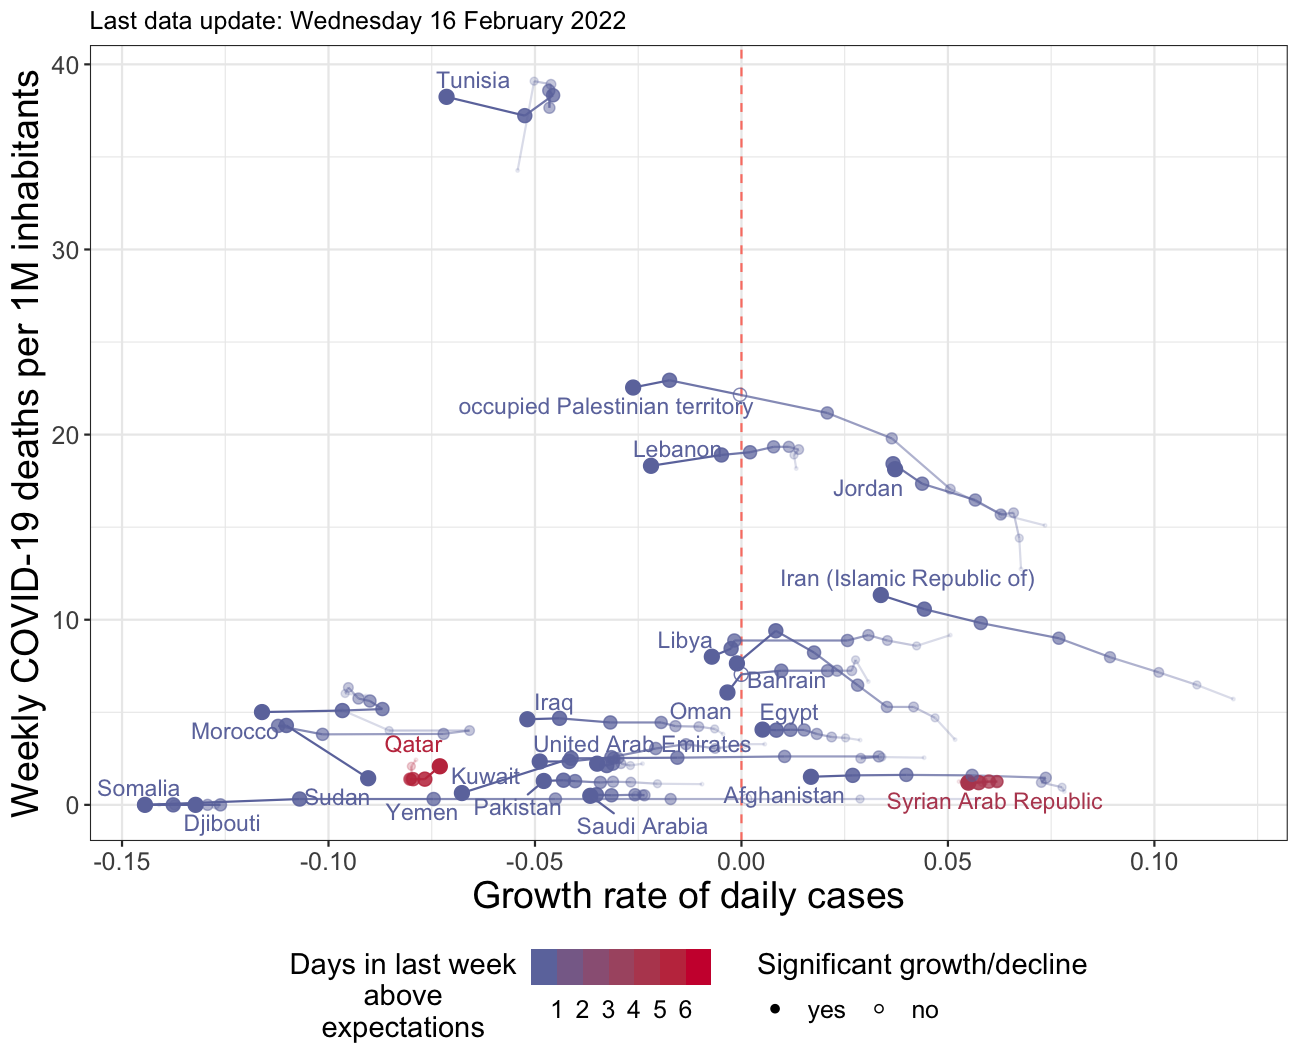 Last data update: Wednesday 16 February 2022
Weekly COVID-19 deaths per 1M inhabitants
40
30
20
10
0
Tunisia
occupied Palestinian territory
Lebanon
Jordan
Iran (Islamic Republic of)
Libya
Bahrain
Iraq
Oman
Egypt
Morocco
Qatar
United Arab Emirates
Kuwait
Somalia
Sudan
Yemen
Pakistan
Afghanistan
Syrian Arab Republic
Djibouti
Saudi Arabia
-0.15 -0.10 -0.05 0.00 0.05 0.10
Growth rate of daily cases
Days in last week
above
expectations
1 2 3 4 5 6
Significant growth/decline
yes no